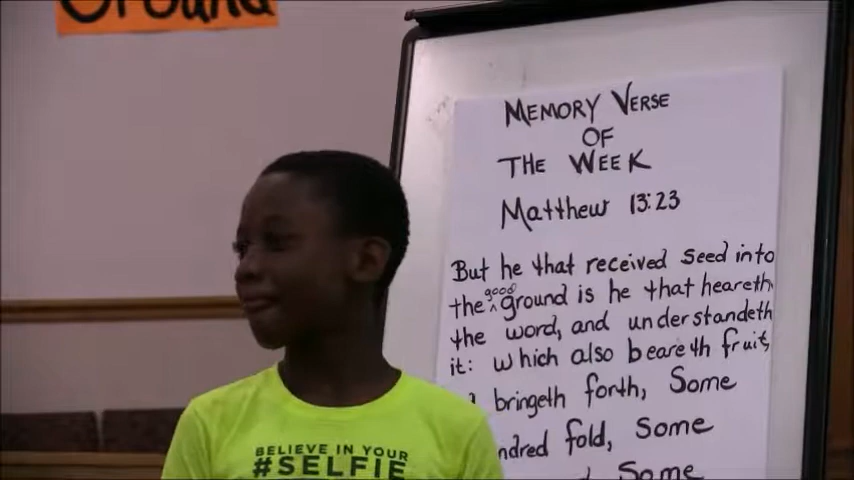 Ground
MEMORY VERSE
OF
THE WEEK
Matthew 13:23
But he that received seed into
the good ground is he that heareth
the word, and understandeth
it: which also beareth fruit,
bringeth forth, Some
fold, Some
Some
BELIEVE IN YOUR
#SELFIE